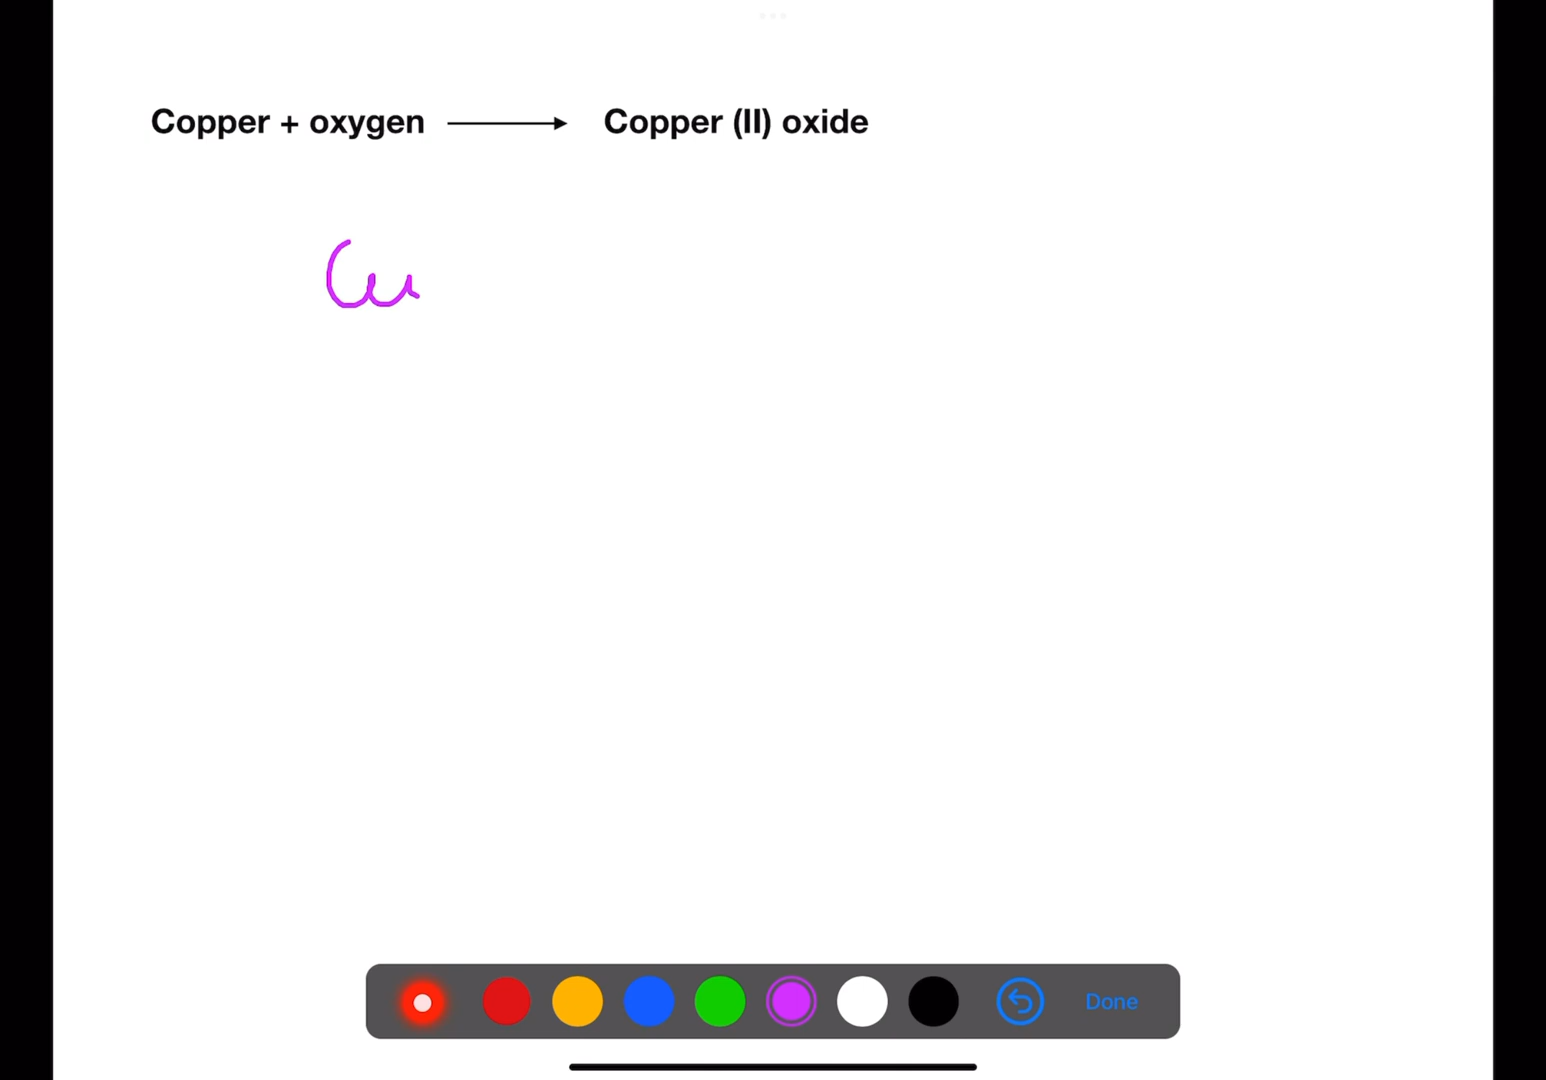 Copper + oxygen ⟶ Copper (II) oxide
Cu
Done